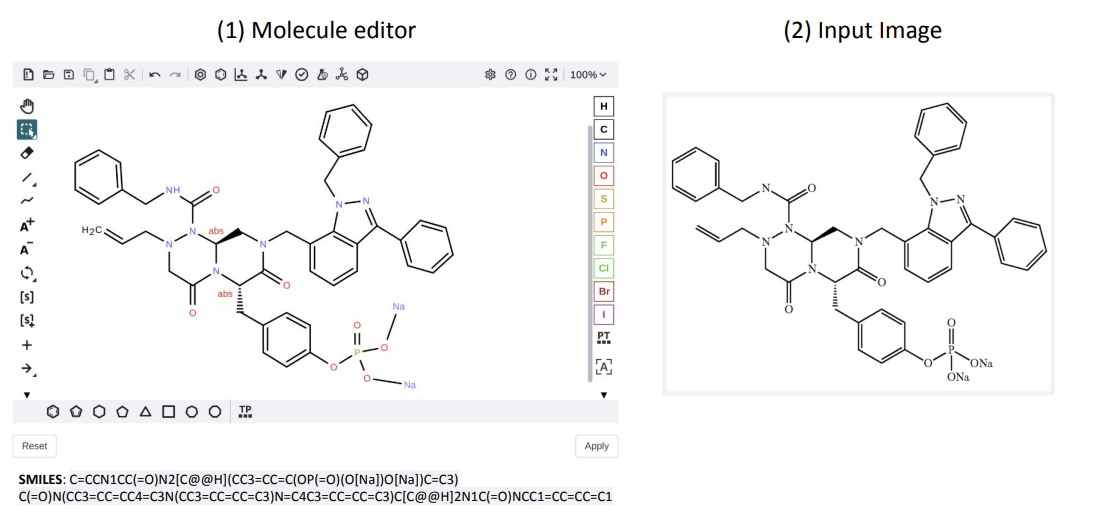 (1) Molecule editor
(2) Input Image
100%
H
C
N
O
S
P
F
Cl
Br
I
PT
[A]
A+
A-
[S]
[S]
H₂C
NH
O
N
abs
N
N
N
N
N
O
abs
O
O
P
O
O
O
Na
Na
N
O
N
N
N
N
N
N
O
O
O
O
P
ONa
ONa
TP
Reset
Apply
SMILES: C=CCN1CC(=O)N2[C@@H](CC3=CC=C(OP(=O)(O[Na])O[Na])C=C3)
C(=O)N(CC3=CC=CC4=C3N(CC3=CC=CC=C3)N=C4C3=CC=CC=C3)C[C@@H]2N1C(=O)NCC1=CC=CC=C1